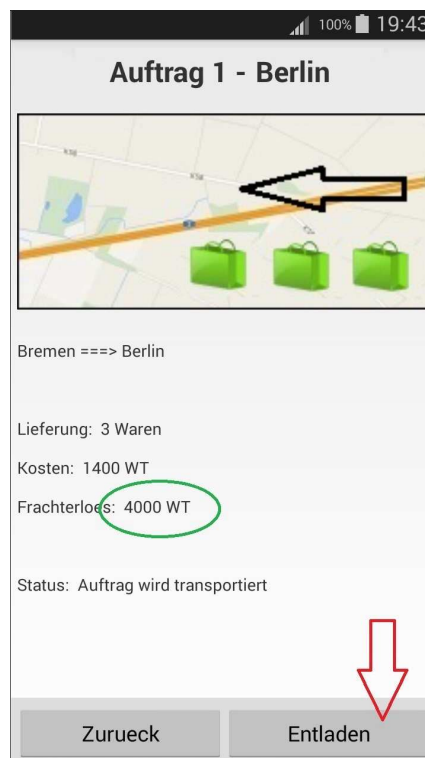 100% 19:43
Auftrag 1 - Berlin
Bremen ===> Berlin
Lieferung: 3 Waren
Kosten: 1400 WT
Frachterloes: 4000 WT
Status: Auftrag wird transportiert
Zurueck Entladen